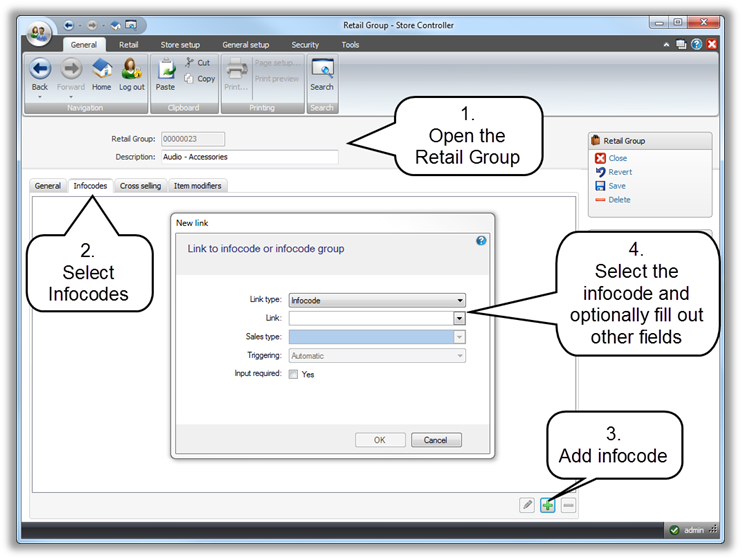 Retail Group - Store Controller
General Retail Store setup General setup Security Tools
Back
Forward
Home
Log out
Navigation
Paste
Cut
Copy
Clipboard
Print...
Page setup...
Print preview
Printing
Search
Search
Retail Group: 00000023
Description: Audio - Accessories
1.
Open the
Retail Group
Retail Group
Close
Revert
Save
Delete
General Infocodes Cross selling Item modifiers
2.
Select
Infocodes
New link
Link to infocode or infocode group
Link type: Infocode
Link:
Sales type:
Triggering: Automatic
Input required: Yes
OK Cancel
4.
Select the
infocode and
optionally fill out
other fields
3.
Add infocode
admin